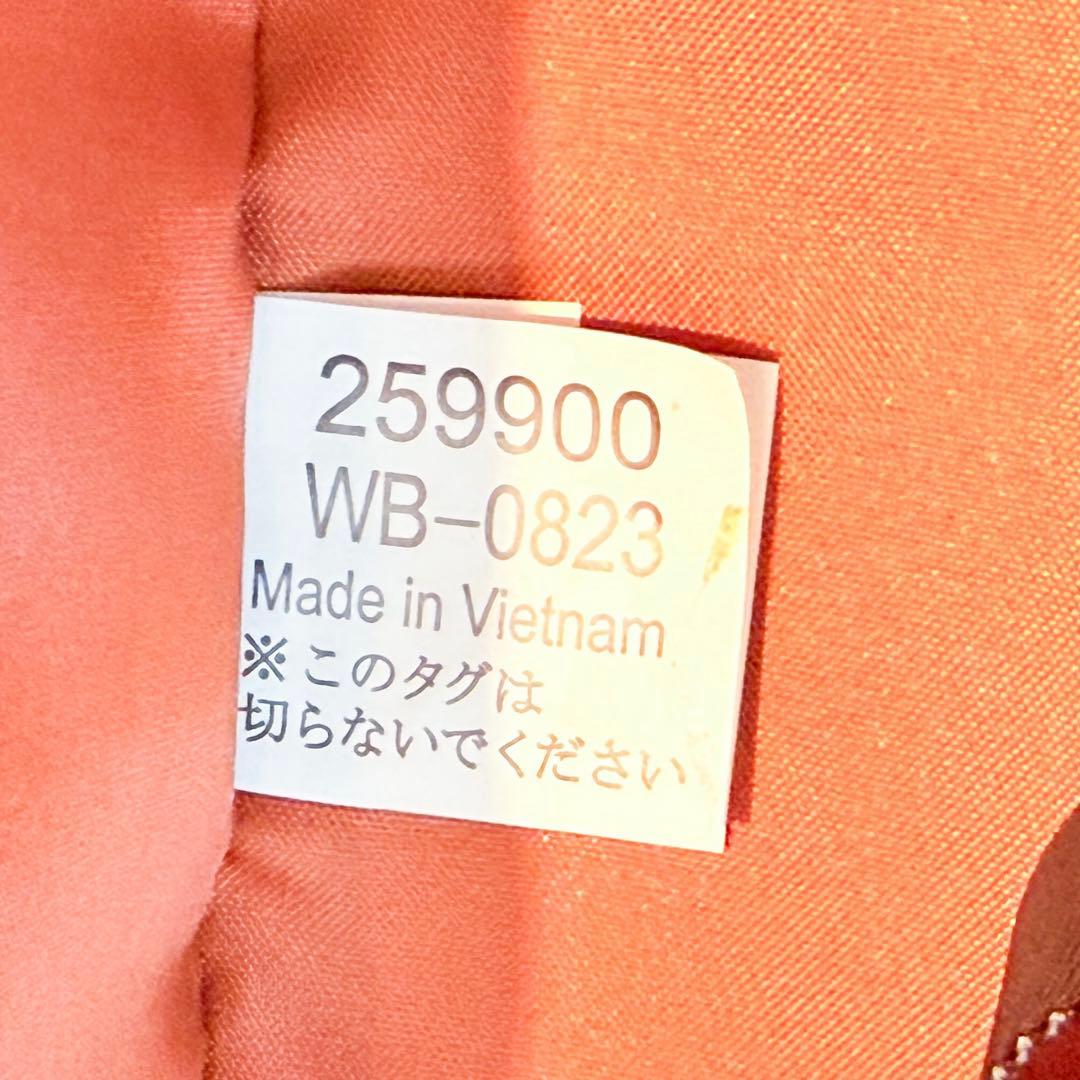 259900
WB-0823
Made in Vietnam
※このタグは
切らないでください